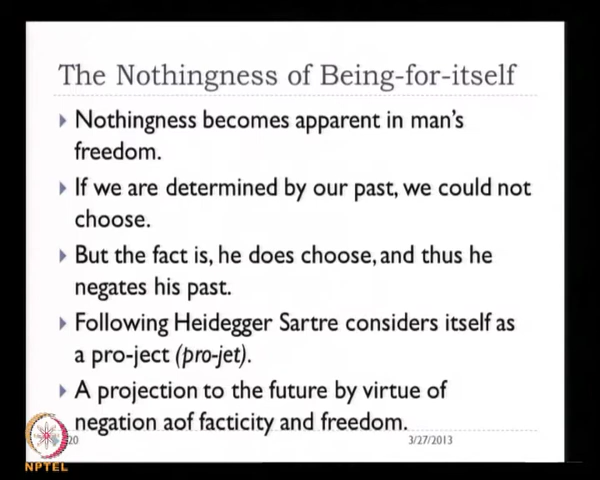 The Nothingness of Being-for-itself
Nothingness becomes apparent in man's
freedom.
If we are determined by our past, we could not
choose.
But the fact is, he does choose, and thus he
negates his past.
Following Heidegger Sartre considers itself as
a pro-ject (pro-jet).
A projection to the future by virtue of
negation aof facticity and freedom.
20
3/27/2013
NPTEL